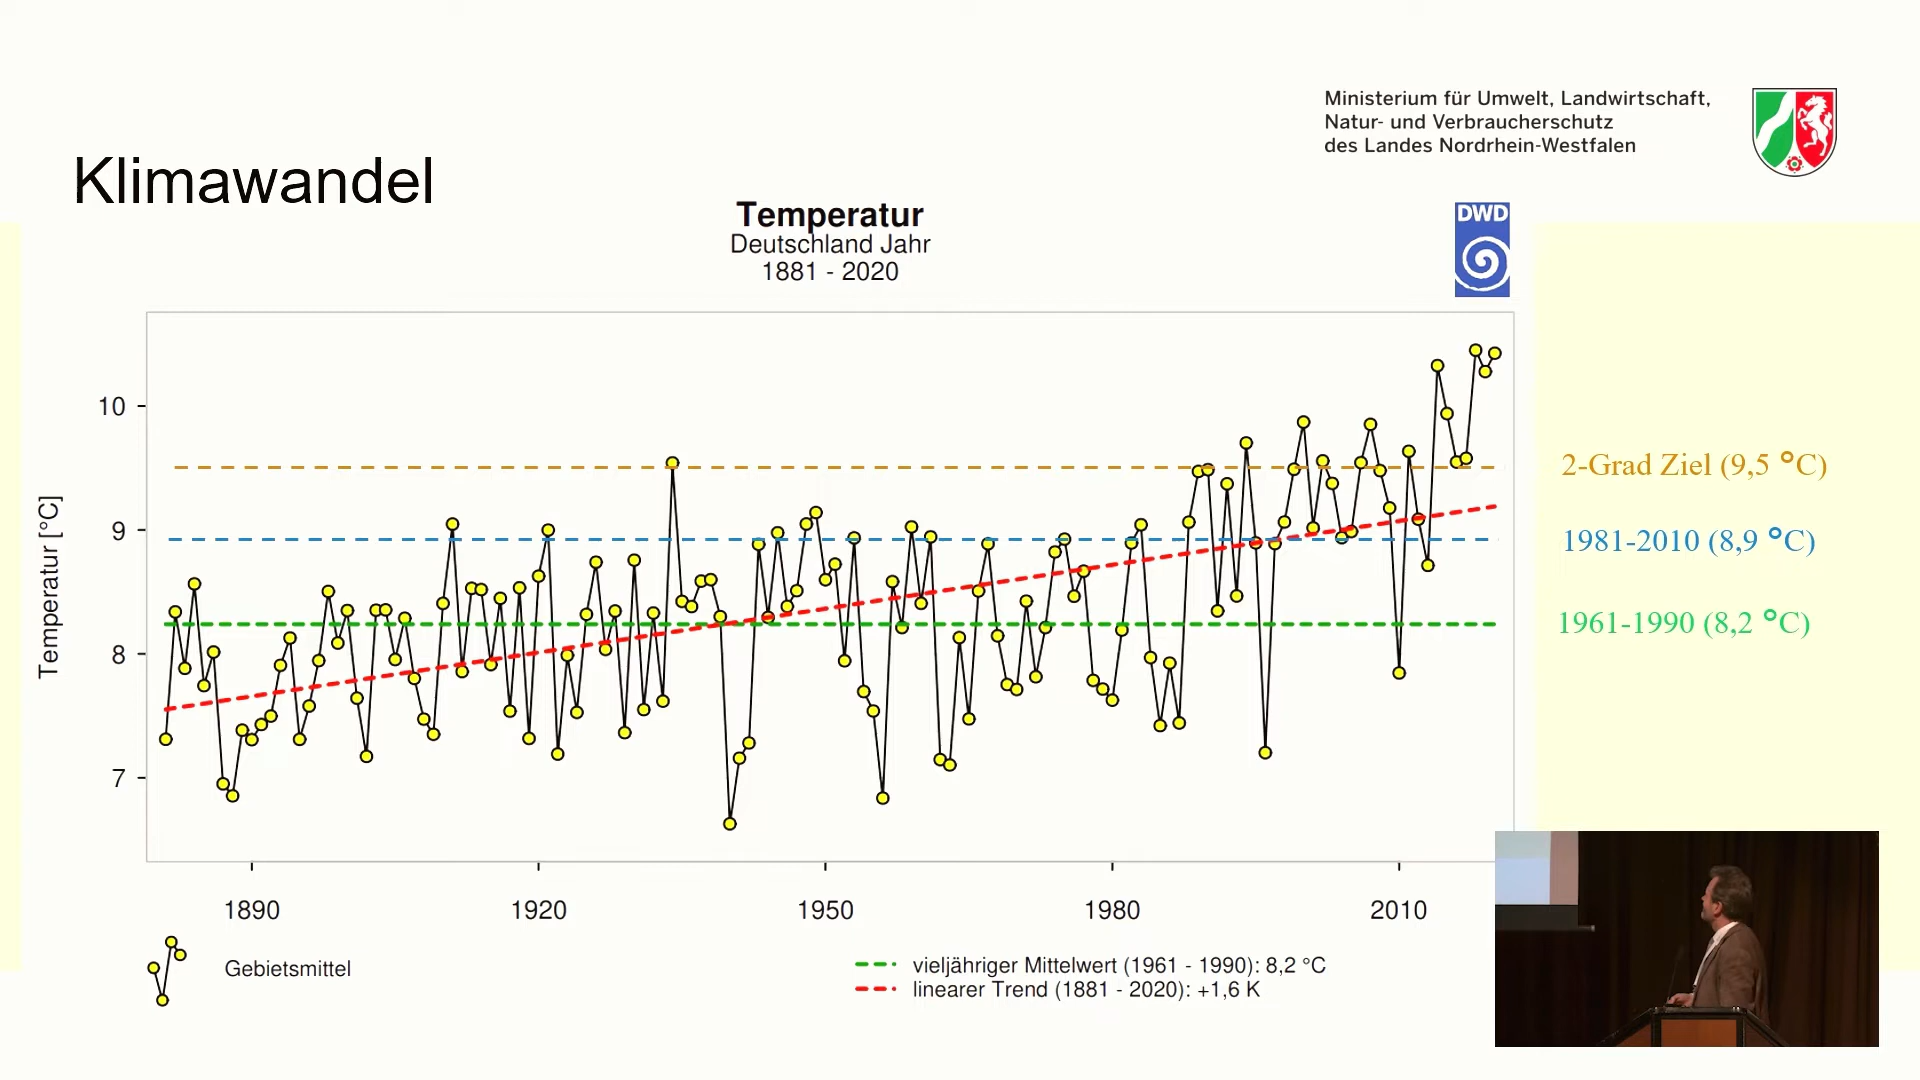 Ministerium für Umwelt, Landwirtschaft,
Natur- und Verbraucherschutz
des Landes Nordrhein-Westfalen
Klimawandel
Temperatur
Deutschland Jahr
1881 - 2020
DWD
Temperatur [°C]
10
9
8
7
2-Grad Ziel (9,5 °C)
1981-2010 (8,9 °C)
1961-1990 (8,2 °C)
1890 1920 1950 1980 2010
Gebietsmittel
vieljähriger Mittelwert (1961 - 1990): 8,2 °C
linearer Trend (1881 - 2020): +1,6 K